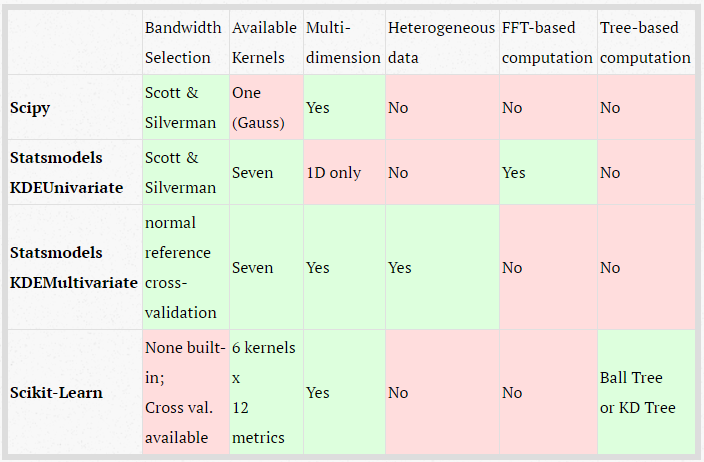 Bandwidth Selection | Available Kernels | Multi-dimension | Heterogeneous data | FFT-based computation | Tree-based computation
Scipy | Scott & Silverman | One (Gauss) | Yes | No | No | No
Statsmodels KDEUnivariate | Scott & Silverman | Seven | 1D only | No | Yes | No
Statsmodels KDEMultivariate | normal reference cross-validation | Seven | Yes | Yes | No | No
Scikit-Learn | None built-in; Cross val. available | 6 kernels x 12 metrics | Yes | No | No | Ball Tree or KD Tree